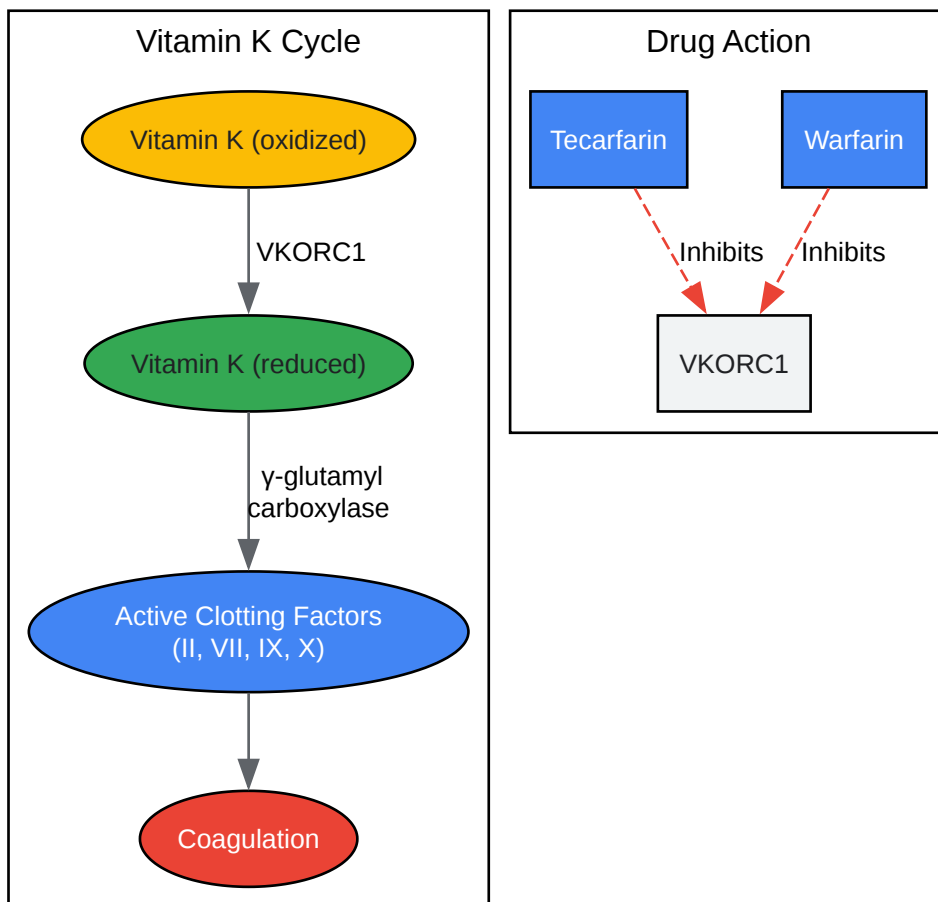 Vitamin K Cycle
Vitamin K (oxidized)
VKORC1
Vitamin K (reduced)
γ-glutamyl
carboxylase
Active Clotting Factors
(II, VII, IX, X)
Coagulation
Drug Action
Tecarfarin
Warfarin
Inhibits
Inhibits
VKORC1